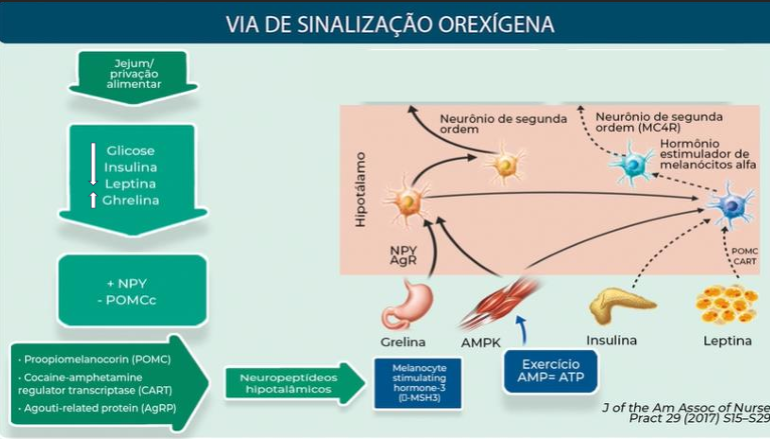 VIA DE SINALIZAÇÃO OREXÍGENA
Jejum/
privação
alimentar
Glicose
Insulina
Leptina
Ghrelina
+ NPY
- POMCc
• Proopiomelanocorin (POMC)
• Cocaine-amphetamine
regulator transcriptase (CART)
• Agouti-related protein (AgRP)
Neuropeptídeos
hipotalâmicos
Hipotálamo
Neurônio de segunda
ordem
Neurônio de segunda
ordem (MC4R)
Hormônio
estimulador de
melanócitos alfa
NPY
AgR
POMC
CART
Grelina
AMPK
Insulina
Leptina
Melanocyte
stimulating
hormone-3
(▯-MSH3)
Exercício
AMP= ATP
J of the Am Assoc of Nurse
Pract 29 (2017) S15–S29